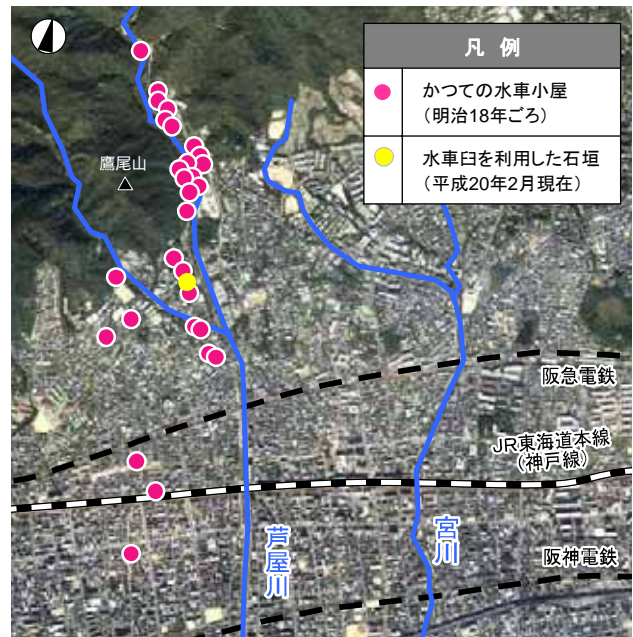 凡 例
かつての水車小屋
（明治18年ごろ）
水車臼を利用した石垣
（平成20年2月現在）
鷹尾山
阪急電鉄
JR東海道本線
（神戸線）
芦屋川
宮川
阪神電鉄